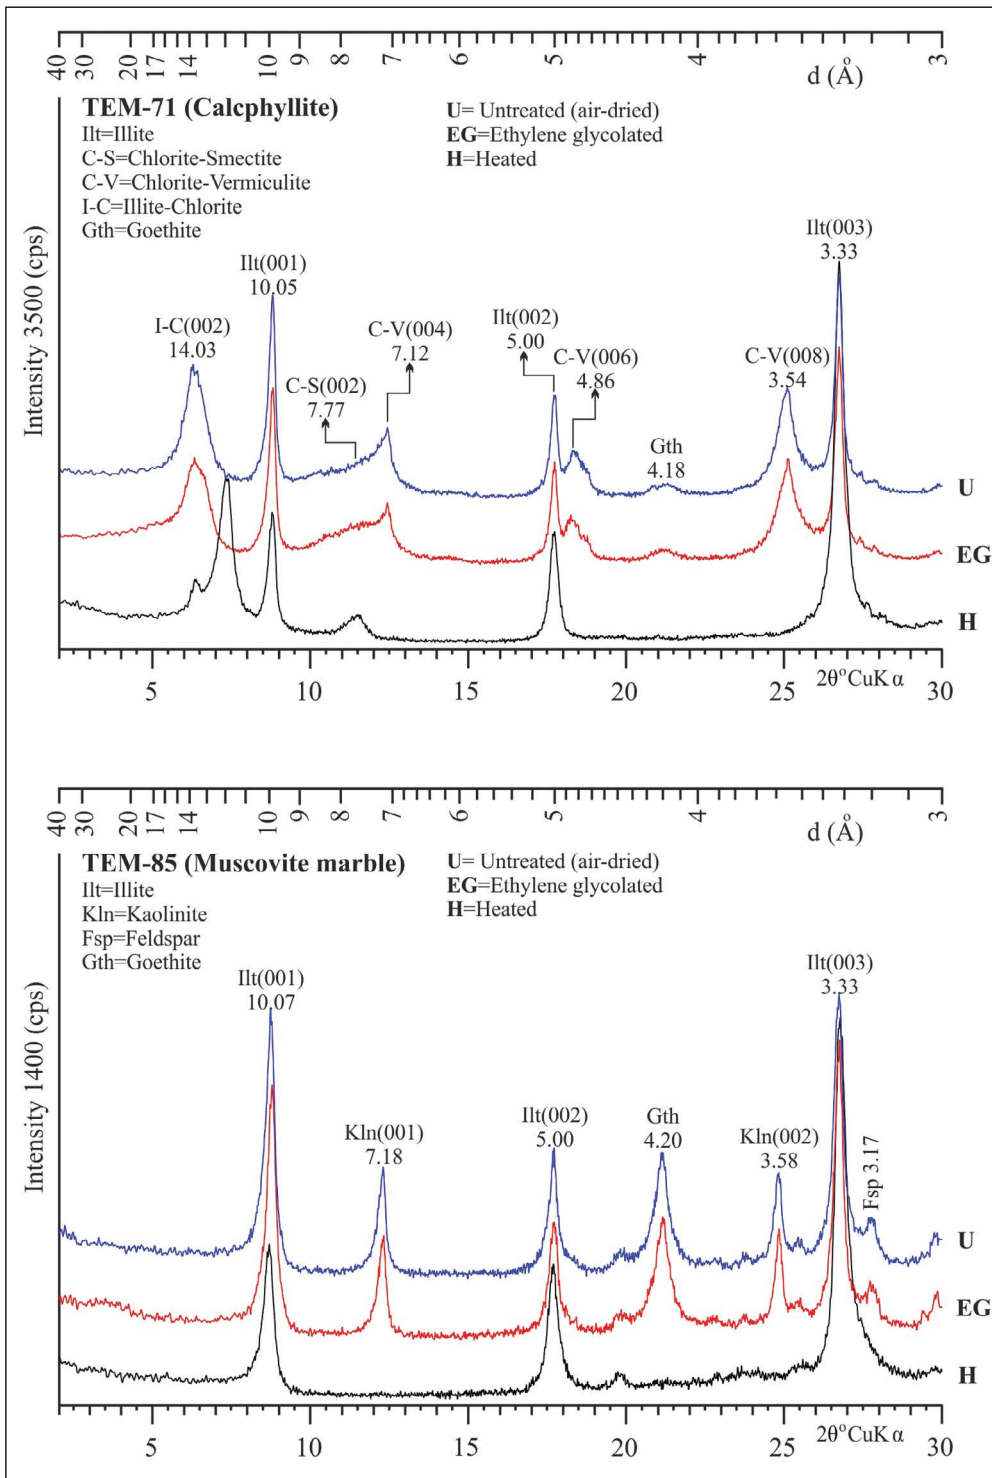 40 30 20 17 14 10 8 7 6 5 4 3
d (Å)
TEM-71 (Calcphyllite)
Ilt=Illite
C-S=Chlorite-Smectite
C-V=Chlorite-Vermiculite
I-C=Illite-Chlorite
Gth=Goethite
U= Untreated (air-dried)
EG=Ethylene glycolated
H=Heated
Intensity 3500 (cps)
I-C(002)
14.03
Ilt(001)
10.05
C-S(002)
7.77
C-V(004)
7.12
Ilt(002)
5.00
C-V(006)
4.86
Gth
4.18
C-V(008)
3.54
Ilt(003)
3.33
U
EG
H
5 10 15 20 25 30
2θ°CuK α
40 30 20 17 14 10 8 7 6 5 4 3
d (Å)
TEM-85 (Muscovite marble)
Ilt=Illite
Kln=Kaolinite
Fsp=Feldspar
Gth=Goethite
U= Untreated (air-dried)
EG=Ethylene glycolated
H=Heated
Intensity 1400 (cps)
Ilt(001)
10.07
Kln(001)
7.18
Ilt(002)
5.00
Gth
4.20
Kln(002)
3.58
Ilt(003)
3.33
Fsp 3.17
U
EG
H
5 10 15 20 25 30
2θ°CuK α